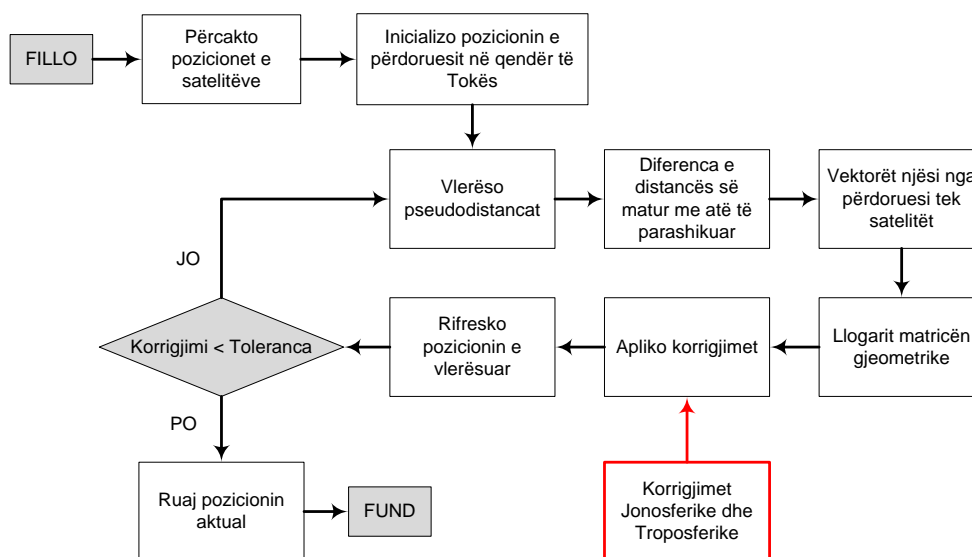 FILLO
Përcakto
pozicionet e
satelitëve
Inicializo pozicionin e
përdoruesit në qendër të
Tokës
Vlerëso
pseudodistancat
Diferenca e
distancës së
matur me atë të
parashikuar
Vektorët njësi nga
përdoruesi tek
satelitët
Llogarit matricën
gjeometrike
Apliko korrigjimet
Rifresko
pozicionin e
vlerësuar
Korrigjimi < Toleranca
JO
PO
Ruaj pozicionin
aktual
FUND
Korrigjimet
Jonosferike dhe
Troposferike